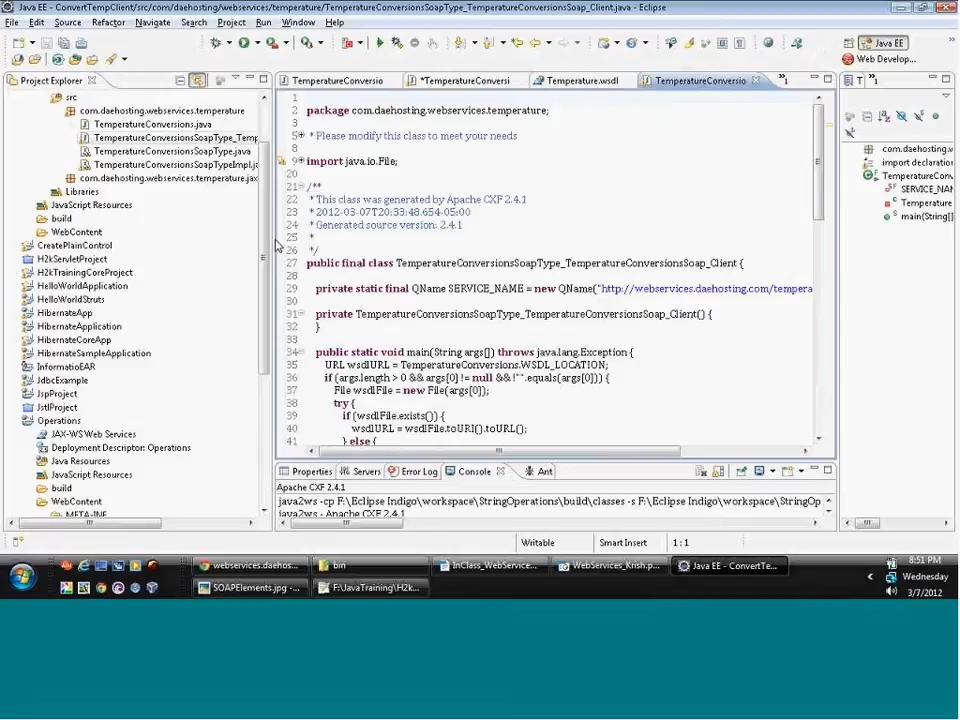 Java EE - ConvertTempClient/src/com/daehosting/webservices/temperature/TemperatureConversionsSoapType_TemperatureConversionsSoap_Client.java - Eclipse
File Edit Source Refactor Navigate Search Project Run Window Help
Java EE
Web Develop...
Project Explorer
src
com.daehosting.webservices.temperature
TemperatureConversions.java
TemperatureConversionsSoapType_Temp
TemperatureConversionsSoapType.java
TemperatureConversionsSoapTypeImpl.ja
com.daehosting.webservices.temperature.jax
Libraries
JavaScript Resources
build
WebContent
CreatePlainControl
H2kServletProject
H2kTrainingCoreProject
HelloWorldApplication
HelloWorldStruts
HibernateApp
HibernateApplication
HibernateCoreApp
HibernateSampleApplication
InformatioEAR
JdbcExample
JspProject
JstlProject
Operations
JAX-WS Web Services
Deployment Descriptor: Operations
Java Resources
JavaScript Resources
build
WebContent
META-INF
TemperatureConversio *TemperatureConversi Temperature.wsdl TemperatureConversio »1
1
2 package com.daehosting.webservices.temperature;
3
5 * Please modify this class to meet your needs
9 import java.io.File;
20
21 /**
22 * This class was generated by Apache CXF 2.4.1
23 * 2012-03-07T20:33:48.654-05:00
24 * Generated source version: 2.4.1
25 *
26 */
27 public final class TemperatureConversionsSoapType_TemperatureConversionsSoap_Client {
28
29 private static final QName SERVICE_NAME = new QName("http://webservices.daehosting.com/tempera
30
31 private TemperatureConversionsSoapType_TemperatureConversionsSoap_Client() {
32 }
33
34 public static void main(String args[]) throws java.lang.Exception {
35 URL wsdlURL = TemperatureConversions.WSDL_LOCATION;
36 if (args.length > 0 && args[0] != null && !"".equals(args[0])) {
37 File wsdlFile = new File(args[0]);
38 try {
39 if (wsdlFile.exists()) {
40 wsdlURL = wsdlFile.toURI().toURL();
41 } else {
T »1
com.daehosting.we
import declaration
TemperatureCon
SERVICE_NAM
Temperature
main(String[]
Properties Servers Error Log Console Ant
Apache CXF 2.4.1
java2ws -cp F:\Eclipse Indigo\workspace\StringOperations\build\classes -s F:\Eclipse Indigo\workspace\StringOp
java2ws - Apache CXF 2.4.1
Writable Smart Insert 1:1
webservices.daehos... bin InClass_WebService... WebServices_Krish.p... Java EE - ConvertTe...
SOAPElements.jpg -... F:\JavaTraining\H2k...
8:51 PM
Wednesday
3/7/2012